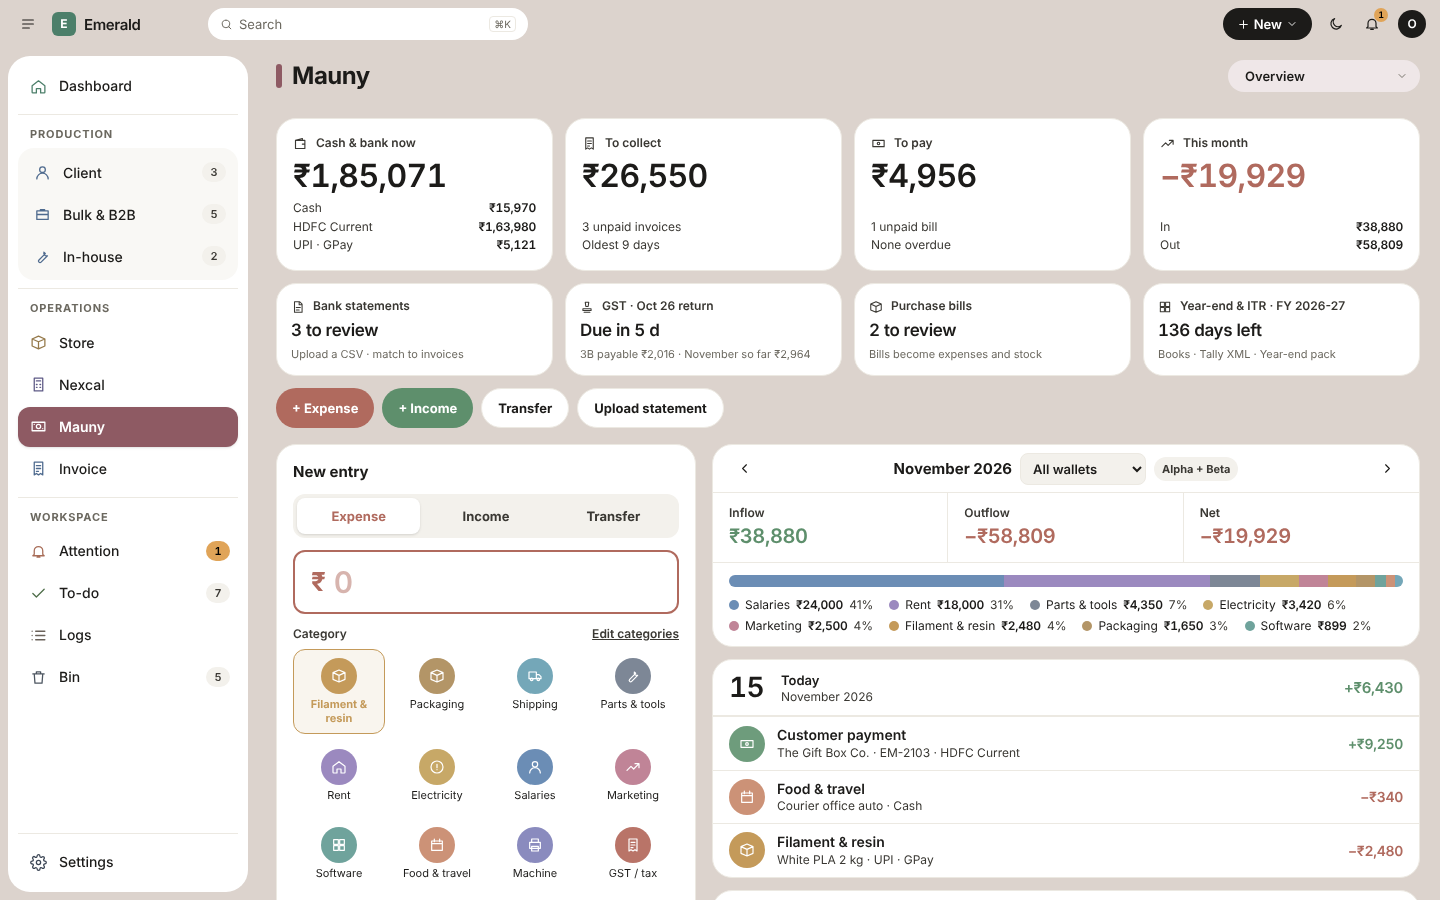 E Emerald
Search ⌘K
+ New
1
O
Dashboard
PRODUCTION
Client 3
Bulk & B2B 5
In-house 2
OPERATIONS
Store
Nexcal
Mauny
Invoice
WORKSPACE
Attention 1
To-do 7
Logs
Bin 5
Settings
Mauny
Overview
Cash & bank now
₹1,85,071
Cash ₹15,970
HDFC Current ₹1,63,980
UPI · GPay ₹5,121
To collect
₹26,550
3 unpaid invoices
Oldest 9 days
To pay
₹4,956
1 unpaid bill
None overdue
This month
−₹19,929
In ₹38,880
Out ₹58,809
Bank statements
3 to review
Upload a CSV · match to invoices
GST · Oct 26 return
Due in 5 d
3B payable ₹2,016 · November so far ₹2,964
Purchase bills
2 to review
Bills become expenses and stock
Year-end & ITR · FY 2026-27
136 days left
Books · Tally XML · Year-end pack
+ Expense
+ Income
Transfer
Upload statement
New entry
Expense Income Transfer
₹ 0
Category Edit categories
Filament & resin
Packaging
Shipping
Parts & tools
Rent
Electricity
Salaries
Marketing
Software
Food & travel
Machine
GST / tax
November 2026 All wallets Alpha + Beta
Inflow
₹38,880
Outflow
−₹58,809
Net
−₹19,929
Salaries ₹24,000 41% Rent ₹18,000 31% Parts & tools ₹4,350 7% Electricity ₹3,420 6%
Marketing ₹2,500 4% Filament & resin ₹2,480 4% Packaging ₹1,650 3% Software ₹899 2%
15 Today
November 2026
+₹6,430
Customer payment
The Gift Box Co. · EM-2103 · HDFC Current
+₹9,250
Food & travel
Courier office auto · Cash
−₹340
Filament & resin
White PLA 2 kg · UPI · GPay
−₹2,480